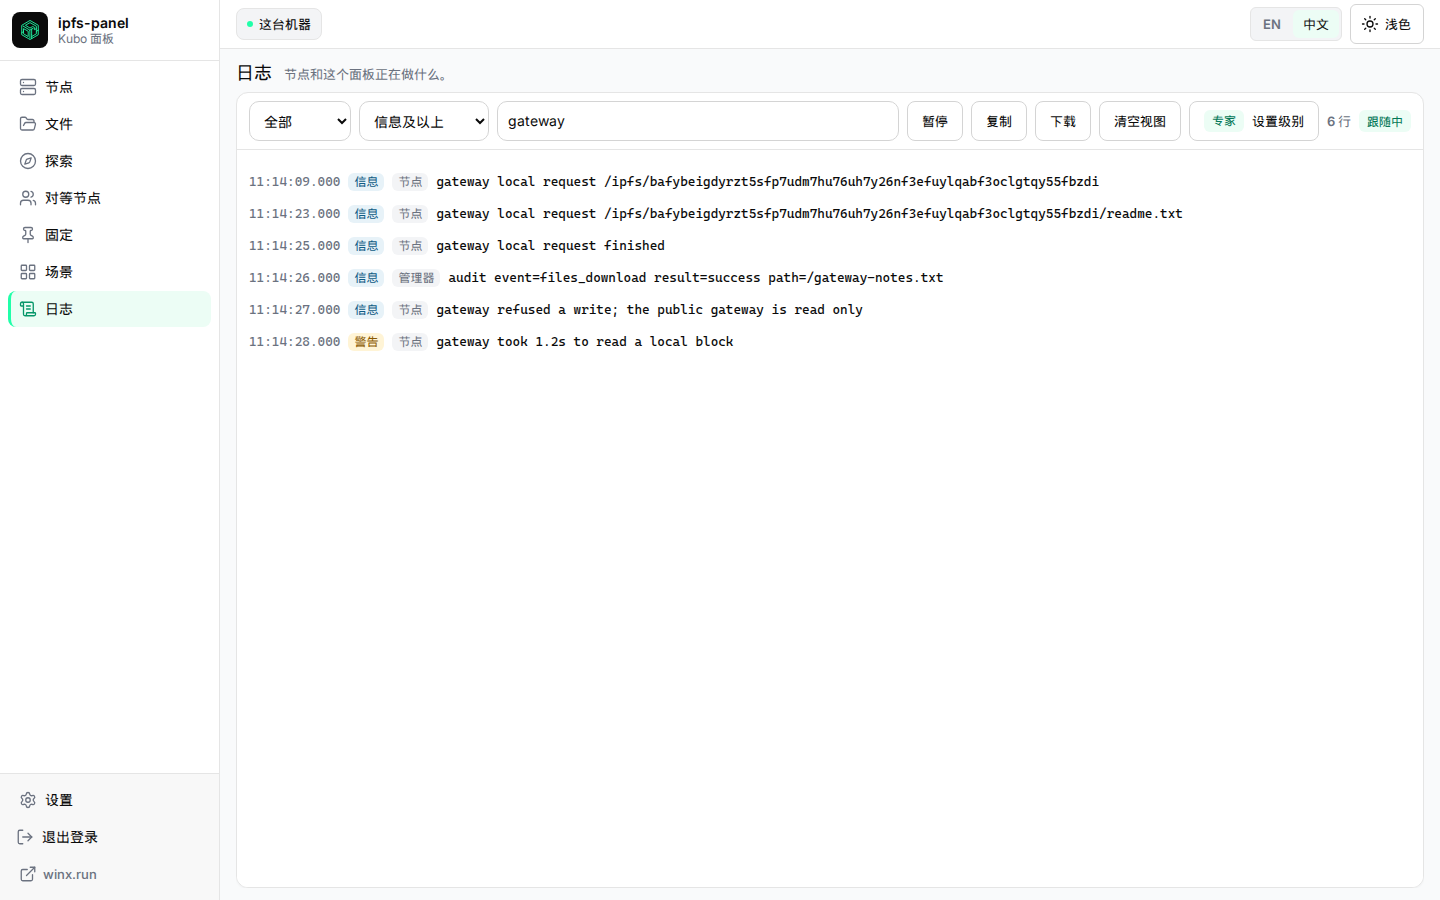 ipfs-panel
Kubo 面板
节点
文件
探索
对等节点
固定
场景
日志
设置
退出登录
winx.run
这台机器
EN 中文 浅色
日志 节点和这个面板正在做什么。
全部 信息及以上 gateway 暂停 复制 下载 清空视图 专家 设置级别 6 行 跟随中
11:14:09.000 信息 节点 gateway local request /ipfs/bafybeigdyrzt5sfp7udm7hu76uh7y26nf3efuylqabf3oclgtqy55fbzdi
11:14:23.000 信息 节点 gateway local request /ipfs/bafybeigdyrzt5sfp7udm7hu76uh7y26nf3efuylqabf3oclgtqy55fbzdi/readme.txt
11:14:25.000 信息 节点 gateway local request finished
11:14:26.000 信息 管理器 audit event=files_download result=success path=/gateway-notes.txt
11:14:27.000 信息 节点 gateway refused a write; the public gateway is read only
11:14:28.000 警告 节点 gateway took 1.2s to read a local block